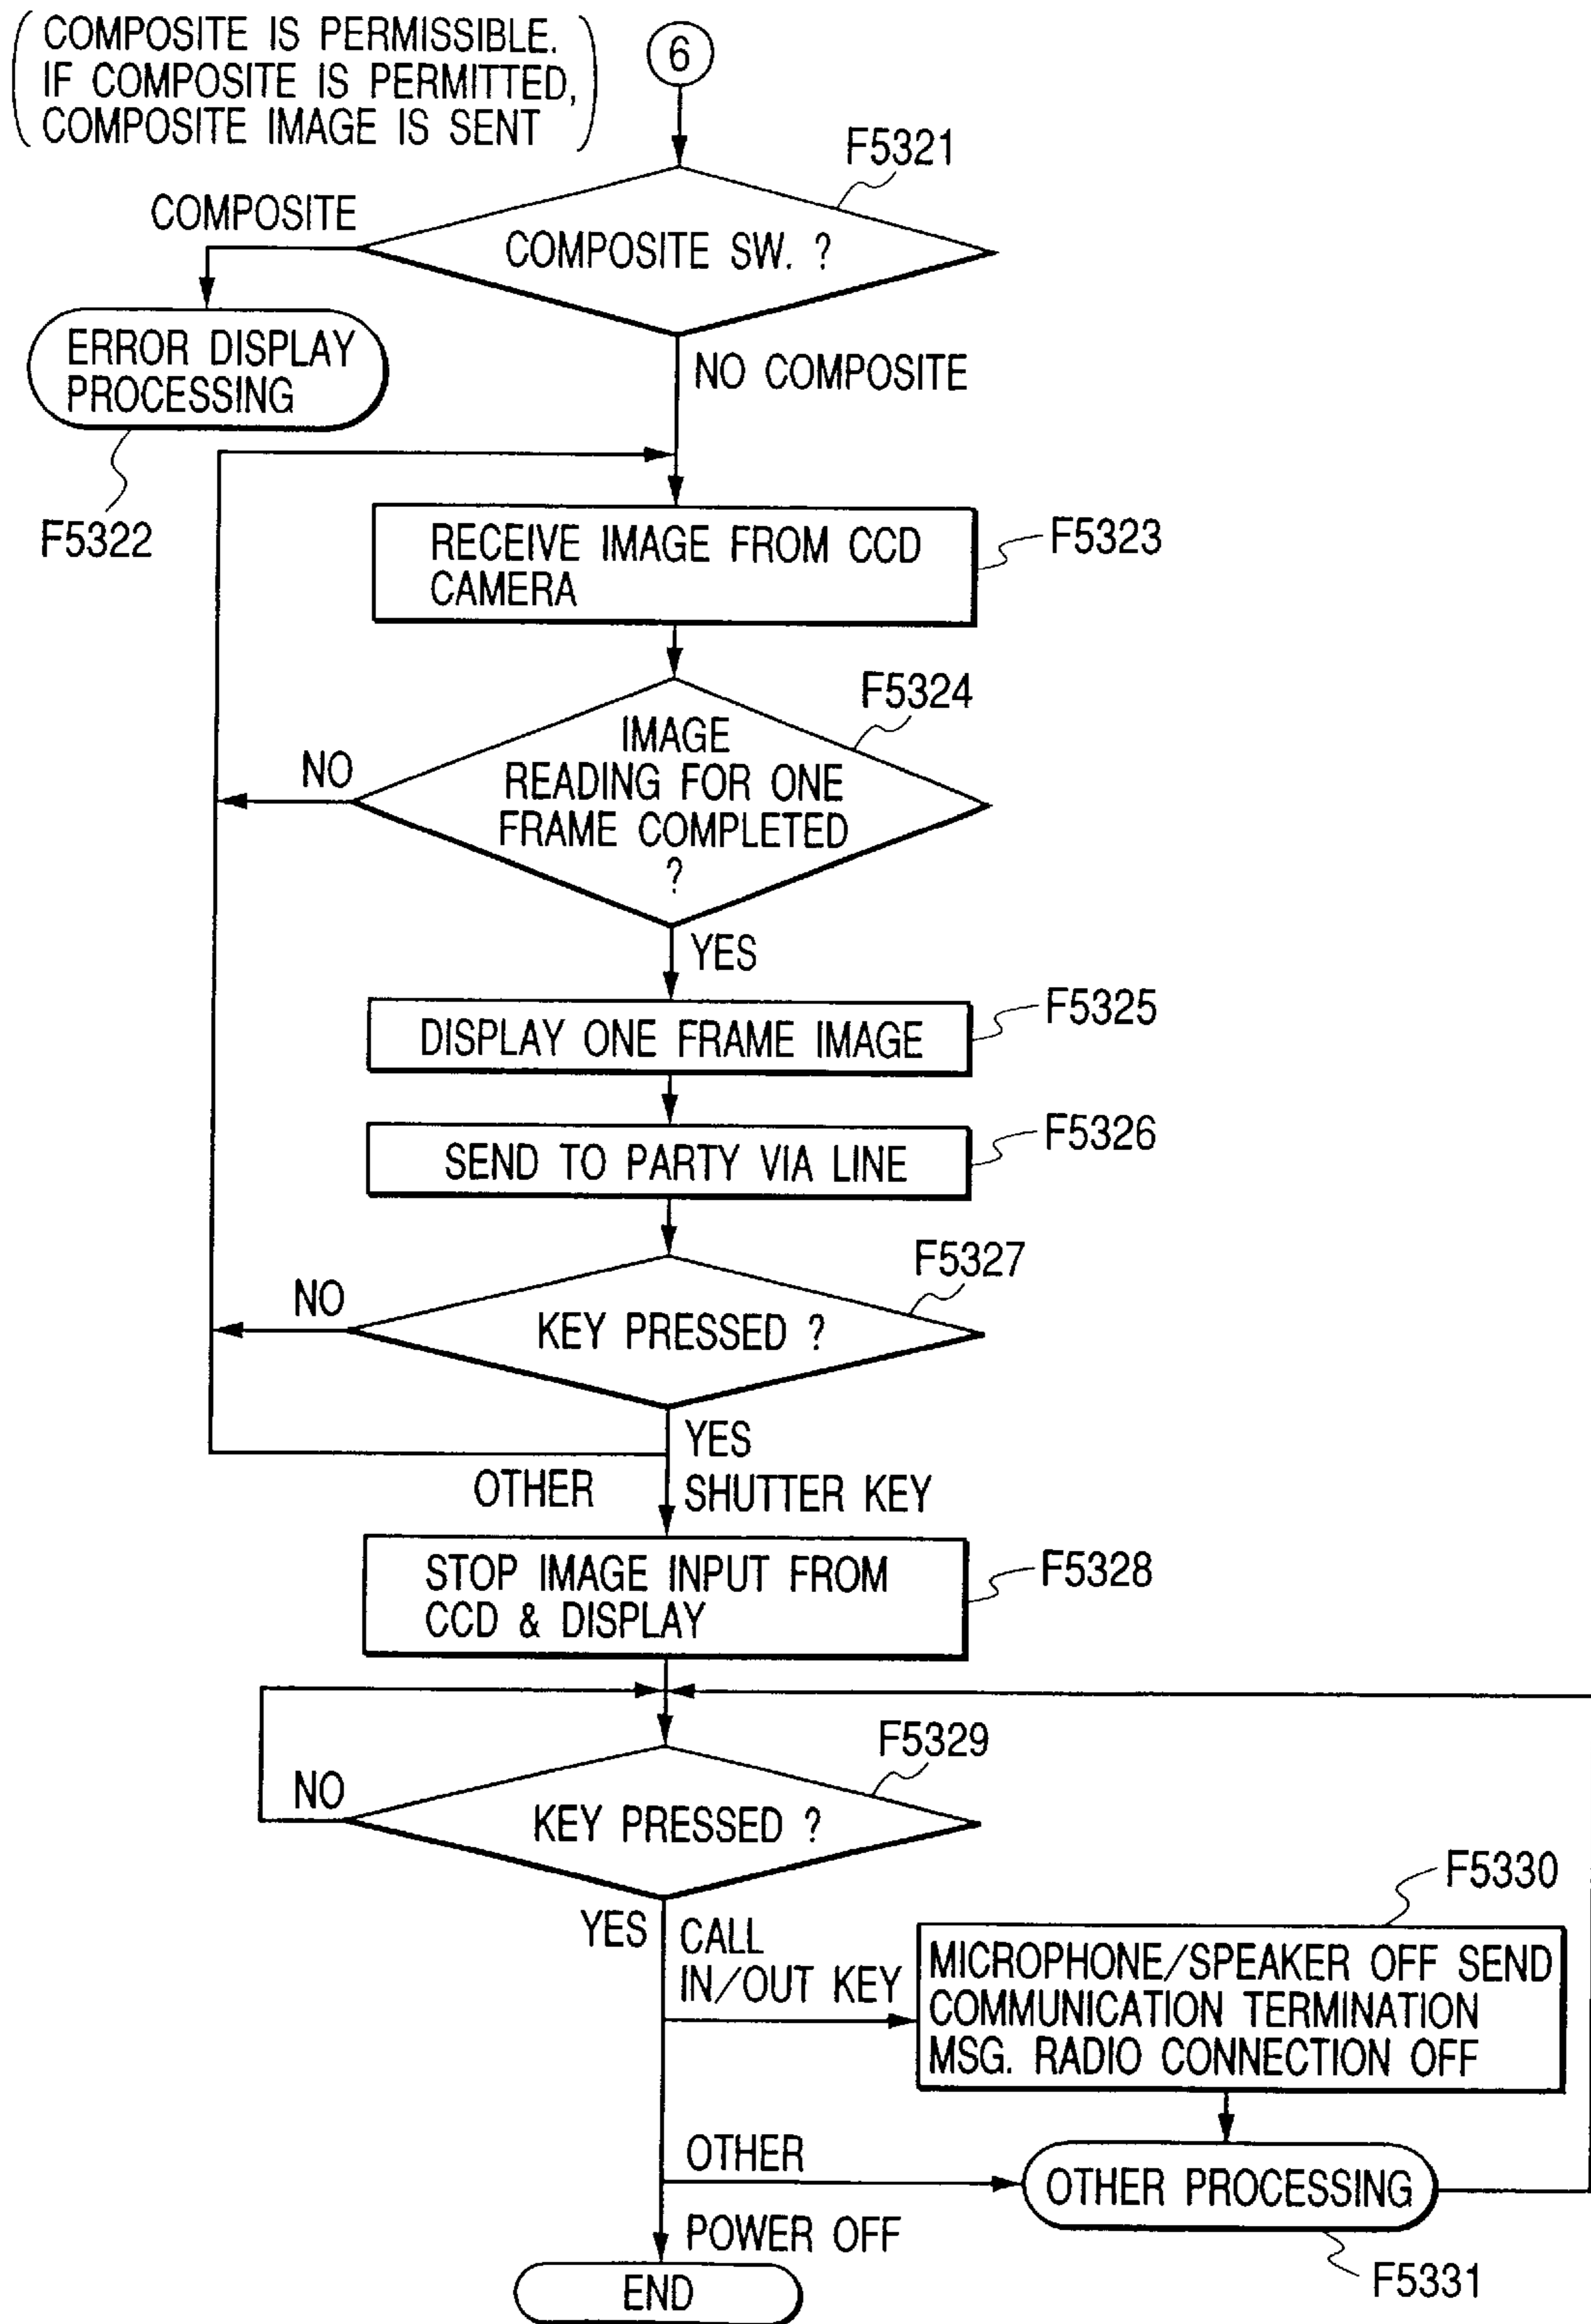 COMPOSITE IS PERMISSIBLE.
IF COMPOSITE IS PERMITTED,
COMPOSITE IMAGE IS SENT
6
F5321
COMPOSITE
COMPOSITE SW. ?
ERROR DISPLAY
PROCESSING
NO COMPOSITE
F5322
RECEIVE IMAGE FROM CCD
CAMERA
F5323
F5324
IMAGE
READING FOR ONE
FRAME COMPLETED
?
NO
YES
DISPLAY ONE FRAME IMAGE
F5325
SEND TO PARTY VIA LINE
F5326
F5327
NO
KEY PRESSED ?
YES
OTHER
SHUTTER KEY
STOP IMAGE INPUT FROM
CCD & DISPLAY
F5328
F5329
NO
KEY PRESSED ?
YES
CALL
IN/OUT KEY
F5330
MICROPHONE/SPEAKER OFF SEND
COMMUNICATION TERMINATION
MSG. RADIO CONNECTION OFF
OTHER
OTHER PROCESSING
POWER OFF
F5331
END